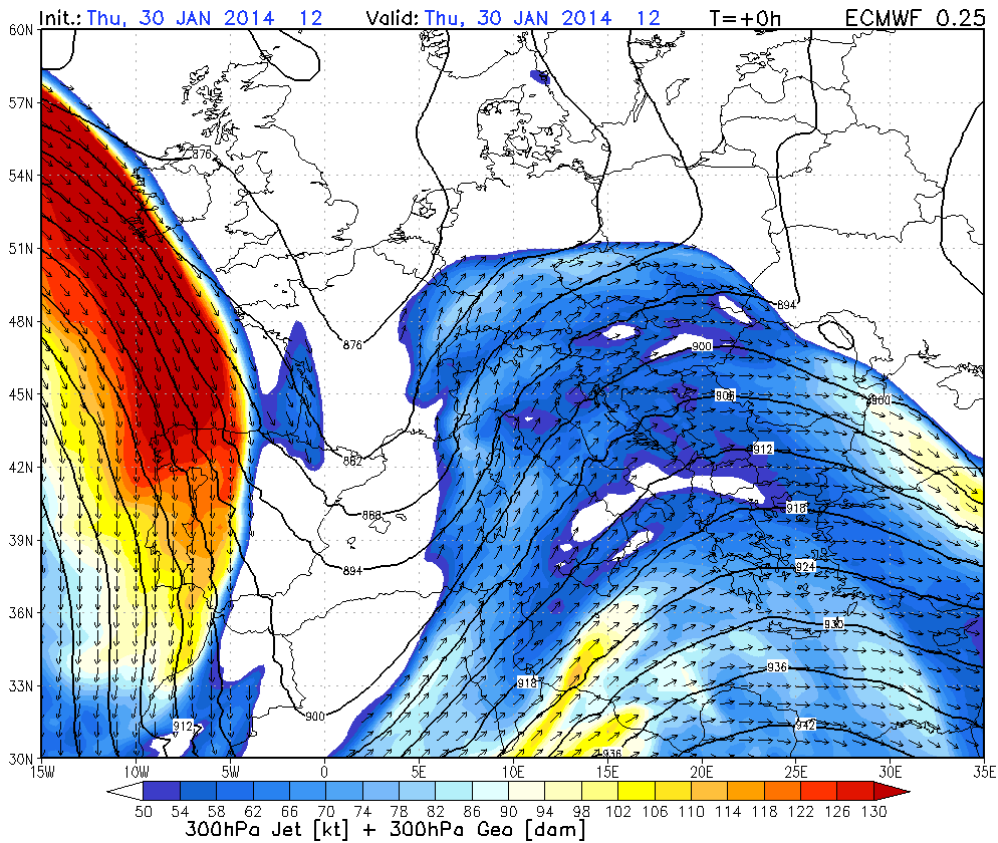 Init.: Thu, 30 JAN 2014 12 Valid: Thu, 30 JAN 2014 12 T=+0h ECMWF 0.25
60N
57N
876
54N
51N
894
48N
876
900
45N
906
900
912
42N
882
888
918
39N
894
924
36N
930
936
33N
918
900
912
942
936
30N
15W 10W 5W 0 5E 10E 15E 20E 25E 30E 35E
50 54 58 62 66 70 74 78 82 86 90 94 98 102 106 110 114 118 122 126 130
300hPa Jet [kt] + 300hPa Geo [dam]